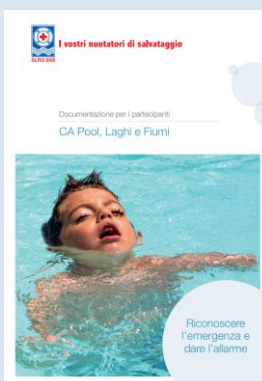 I vostri nuotatori di salvataggio
SLRG SSS
Documentazione per i partecipanti
CA Pool, Laghi e Fiumi
Riconoscere
l'emergenza e
dare l'allarme